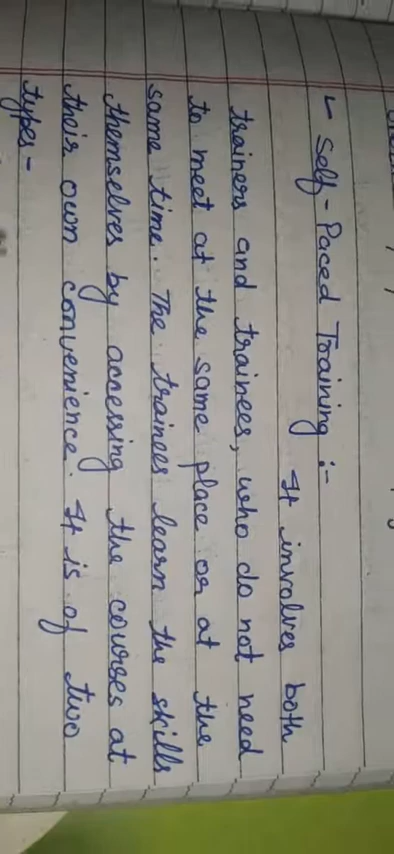 Self-Paced Training :-
It involves both
trainers and trainees, who do not need
to meet at the same place or at the
same time. The trainees learn the skills
themselves by accessing the courses at
their own convenience. It is of two
types-